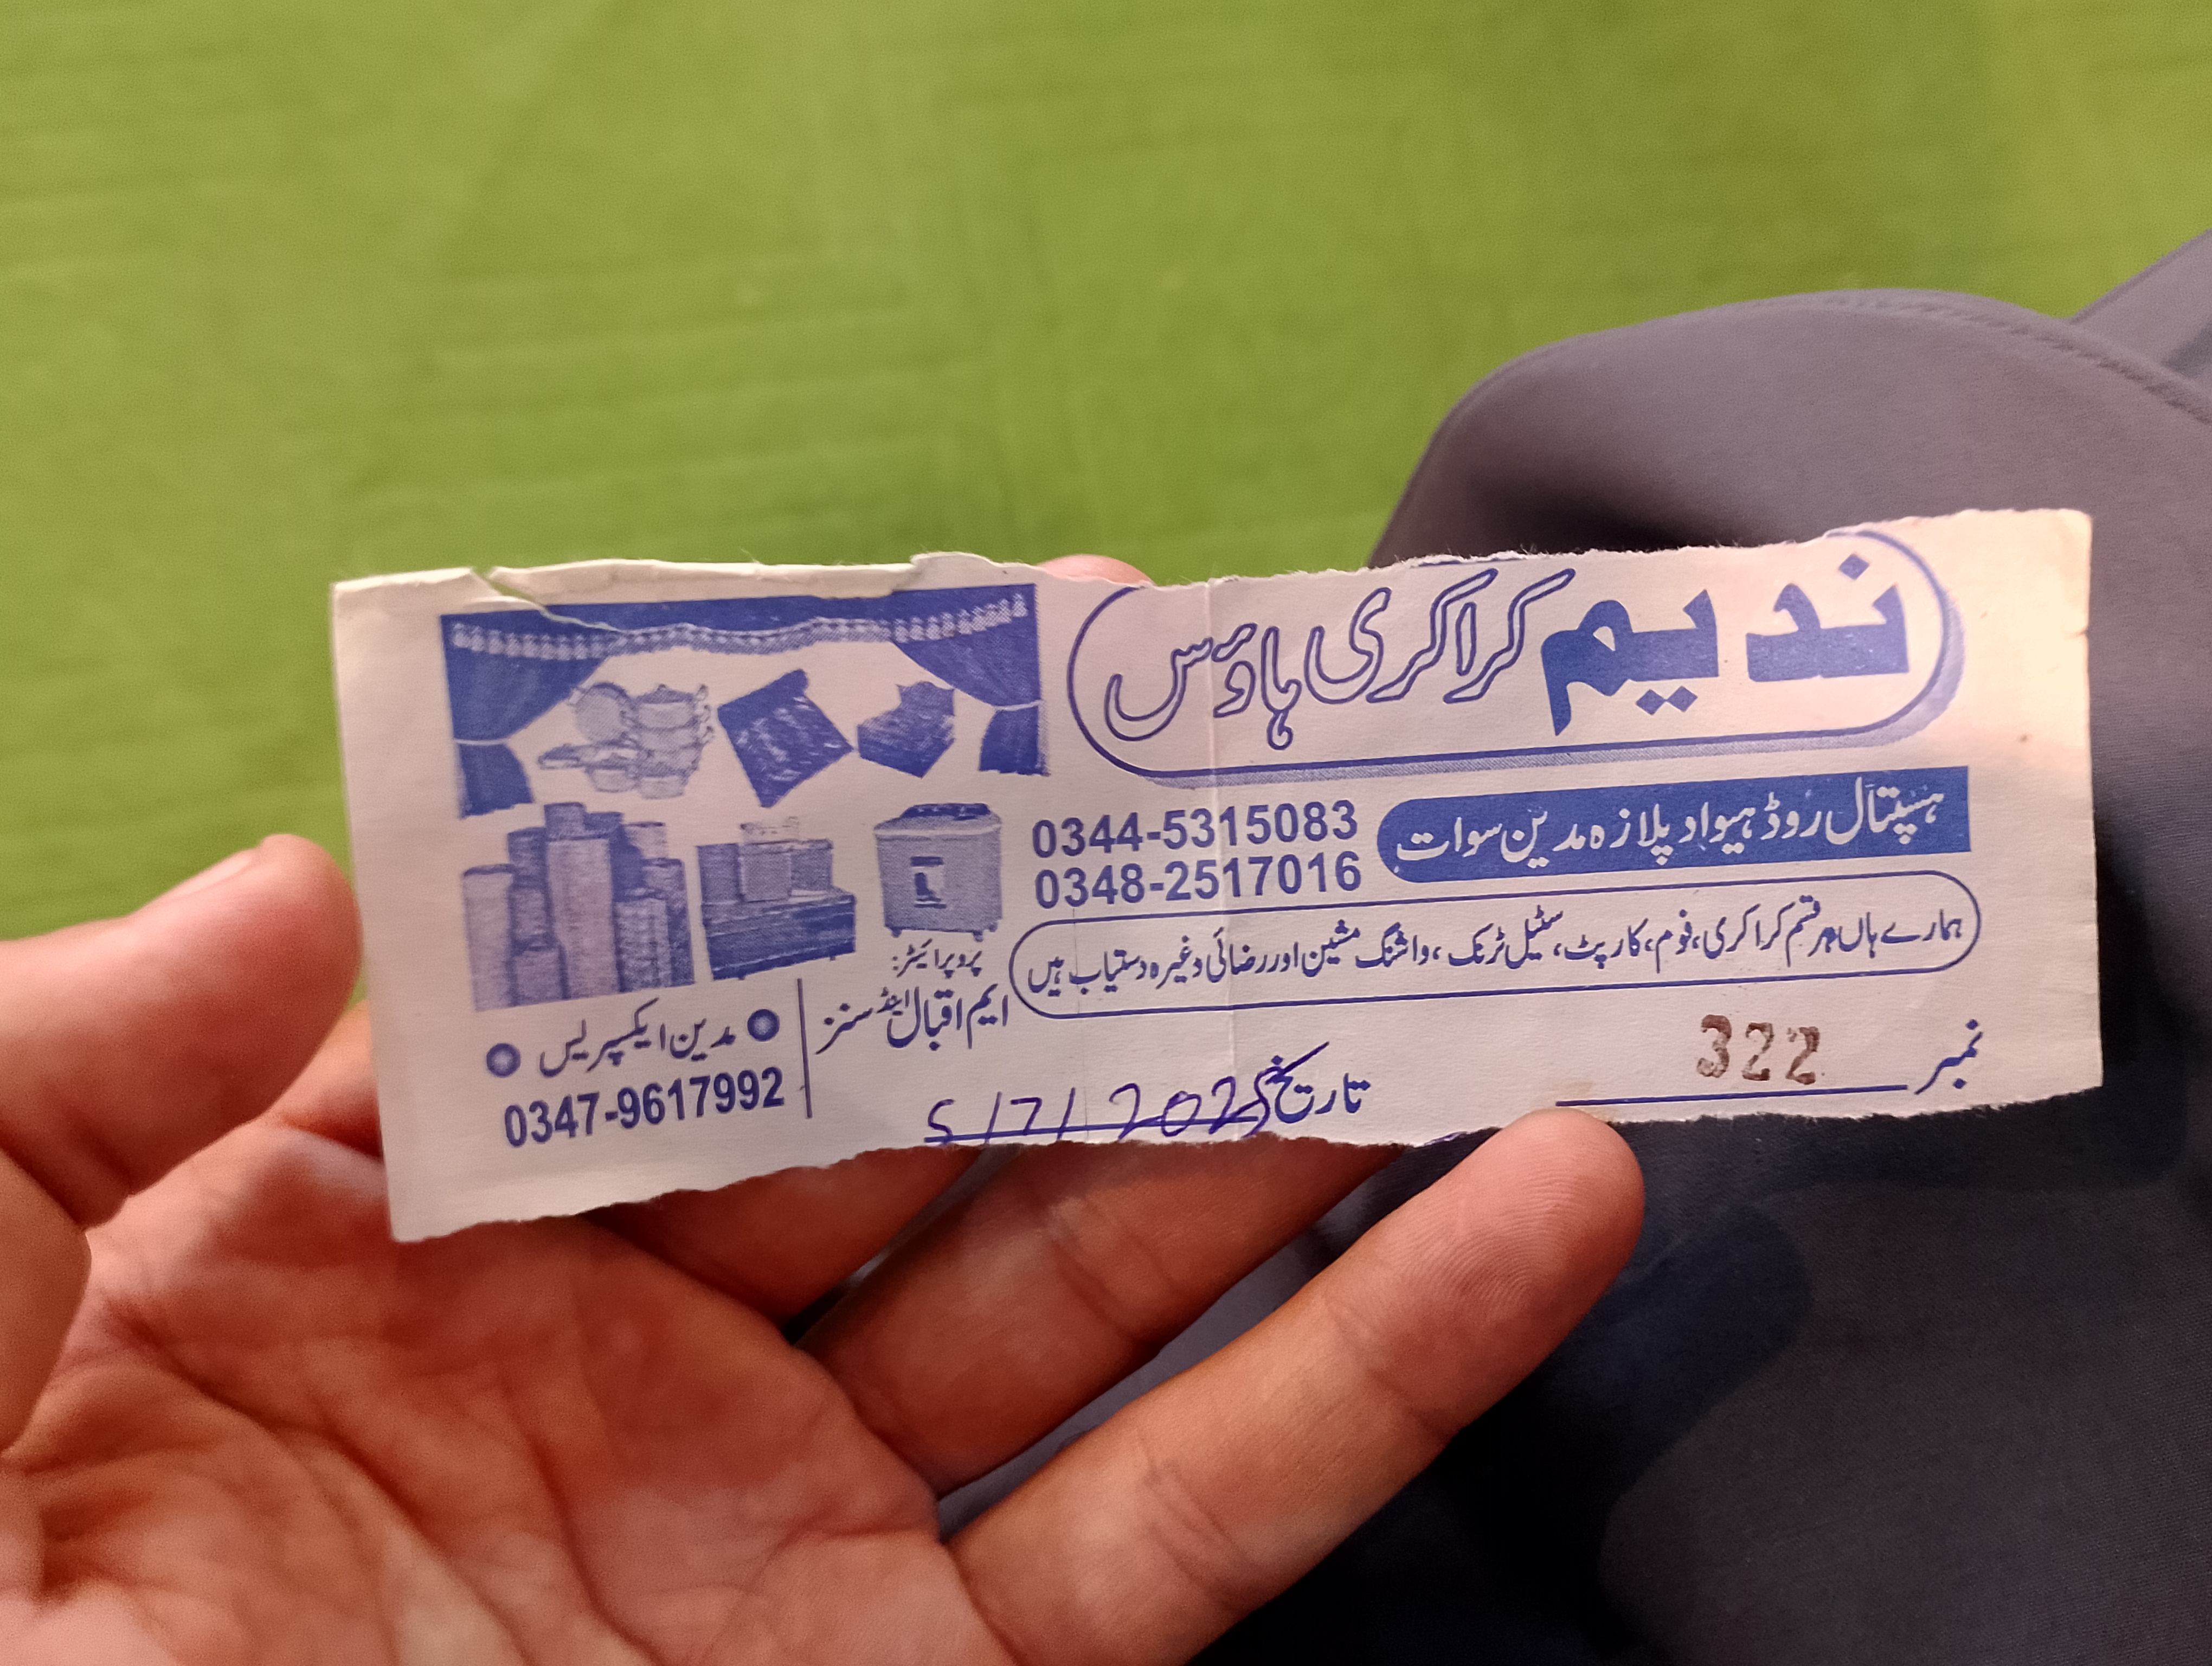 ندیم کراکری ہاؤس
ہسپتال روڈ ہیواد پلازہ مدین سوات
0344-5315083
0348-2517016
ہمارے ہاں ہر قسم کراکری، فوم، کارپٹ، سٹیل ٹرنک، واشنگ مشین اور رضائی وغیرہ دستیاب ہیں
پروپرائیٹر:
ایم اقبال اینڈ سنز
مدین ایکسپریس
0347-9617992
نمبر 322
تاریخ 5/7/2025